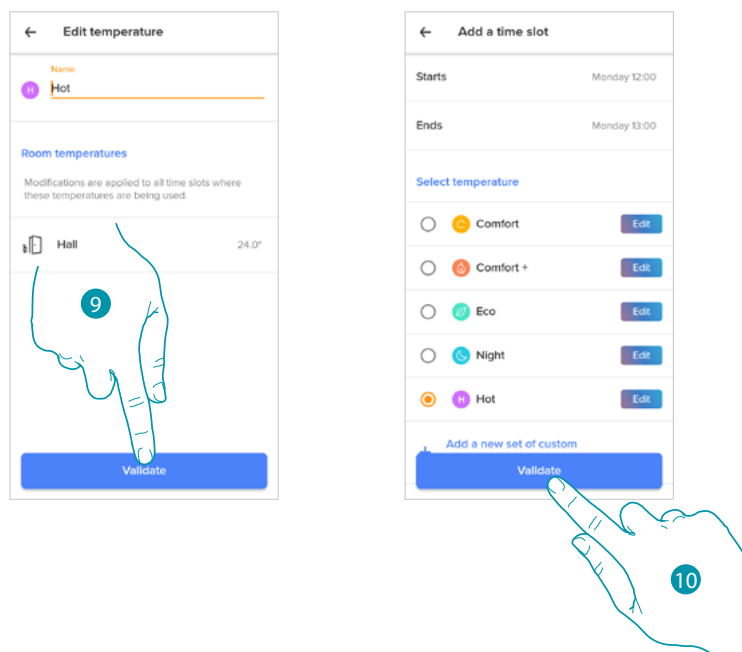 ← Edit temperature
Name
H Hot
Room temperatures
Modifications are applied to all time slots where
these temperatures are being used.
Hall 24.0°
9
Validate
← Add a time slot
Starts Monday 12:00
Ends Monday 13:00
Select temperature
Comfort Edit
Comfort + Edit
Eco Edit
Night Edit
H Hot Edit
+ Add a new set of custom
Validate
10